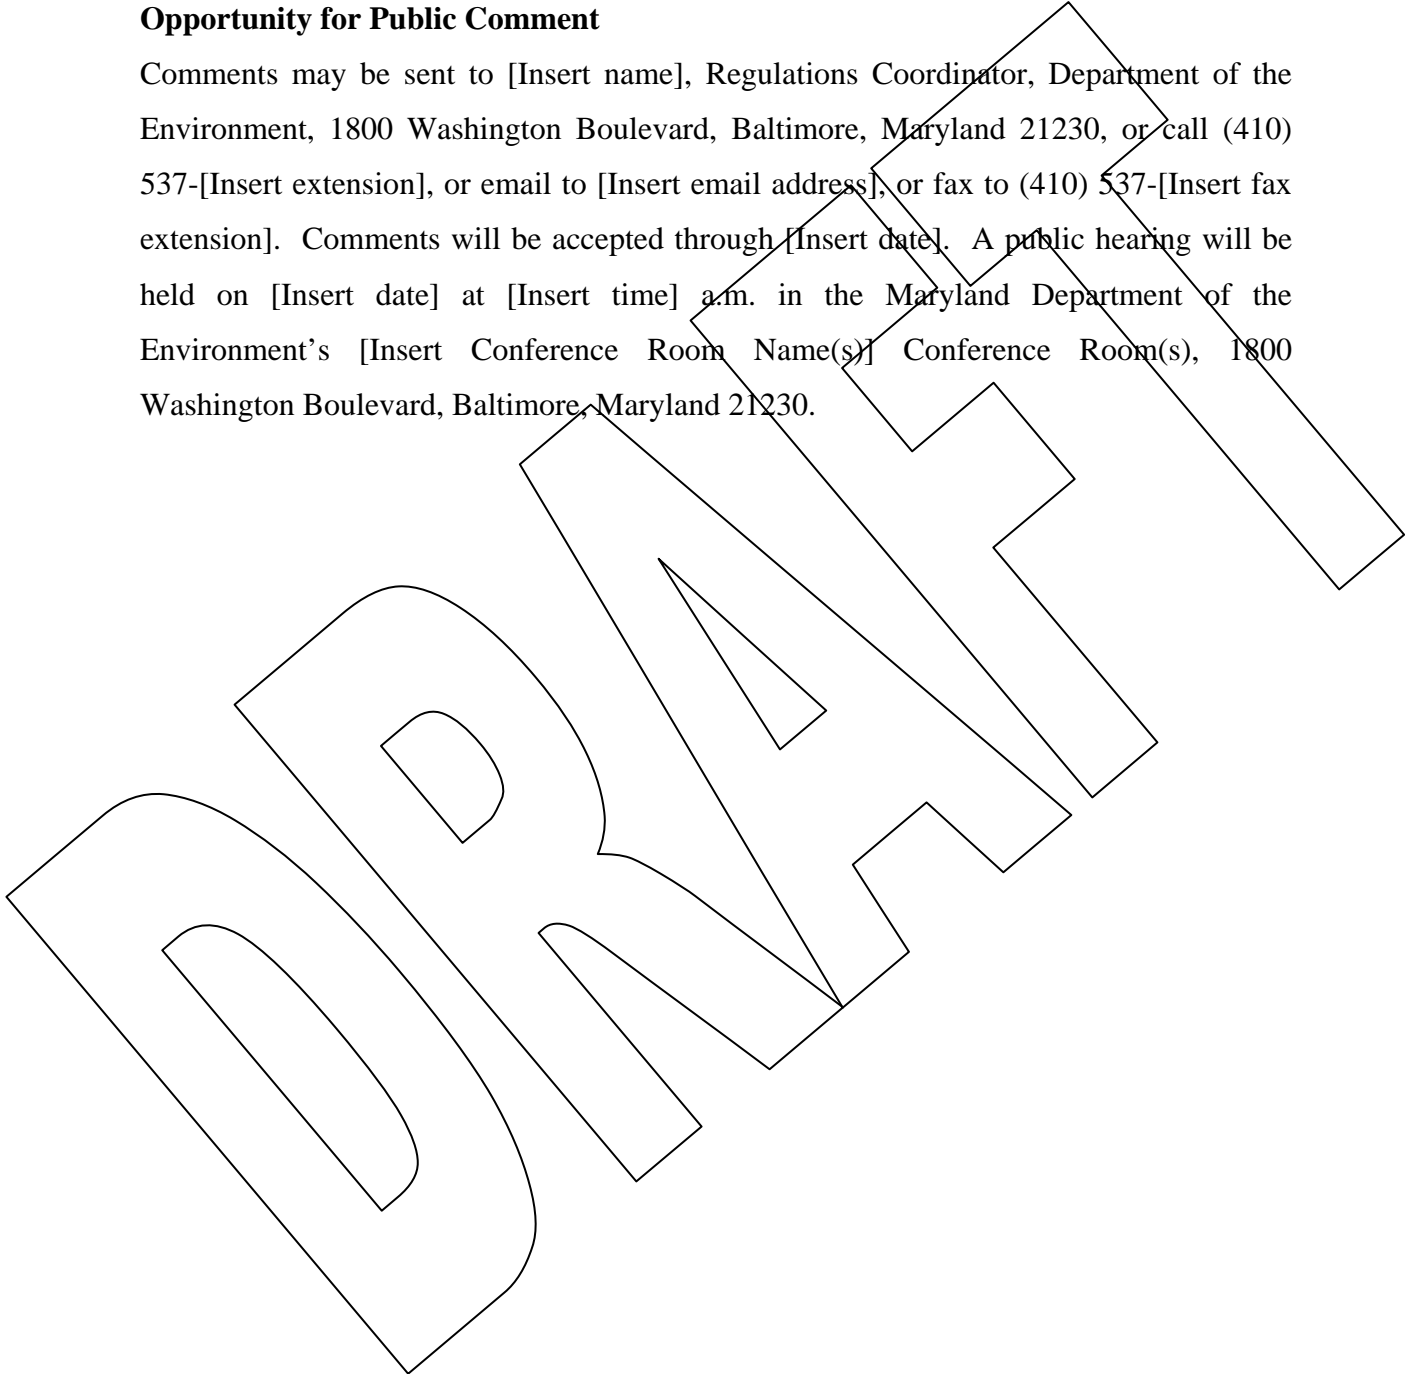 Opportunity for Public Comment
Comments may be sent to [Insert name], Regulations Coordinator, Department of the
Environment, 1800 Washington Boulevard, Baltimore, Maryland 21230, or call (410)
537-[Insert extension], or email to [Insert email address], or fax to (410) 537-[Insert fax
extension].  Comments will be accepted through [Insert date].  A public hearing will be
held on [Insert date] at [Insert time] a.m. in the Maryland Department of the
Environment’s [Insert Conference Room Name(s)] Conference Room(s), 1800
Washington Boulevard, Baltimore, Maryland 21230.
DRAFT